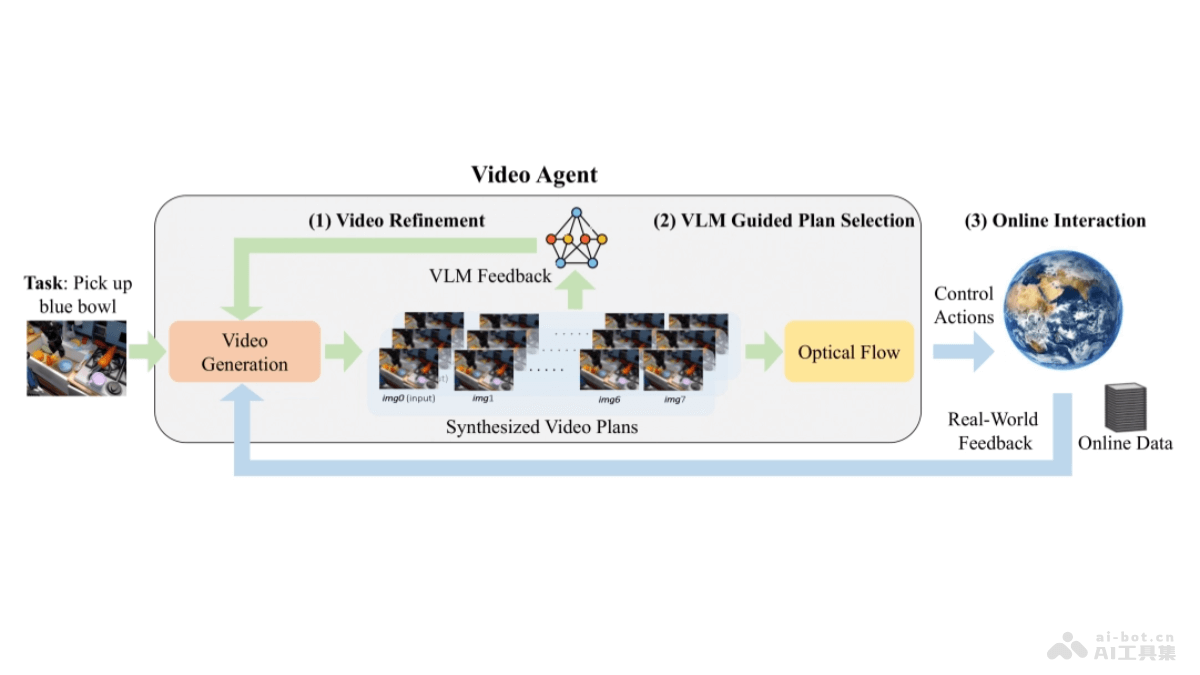 Video Agent
(1) Video Refinement
(2) VLM Guided Plan Selection
(3) Online Interaction
Task: Pick up
blue bowl
VLM Feedback
Video
Generation
img0 (input)
img1
. . . . .
. . . . .
. . . . .
img6
img7
Synthesized Video Plans
Optical Flow
Control
Actions
Real-World
Feedback
Online Data
ai-bot.cn
AI工具集